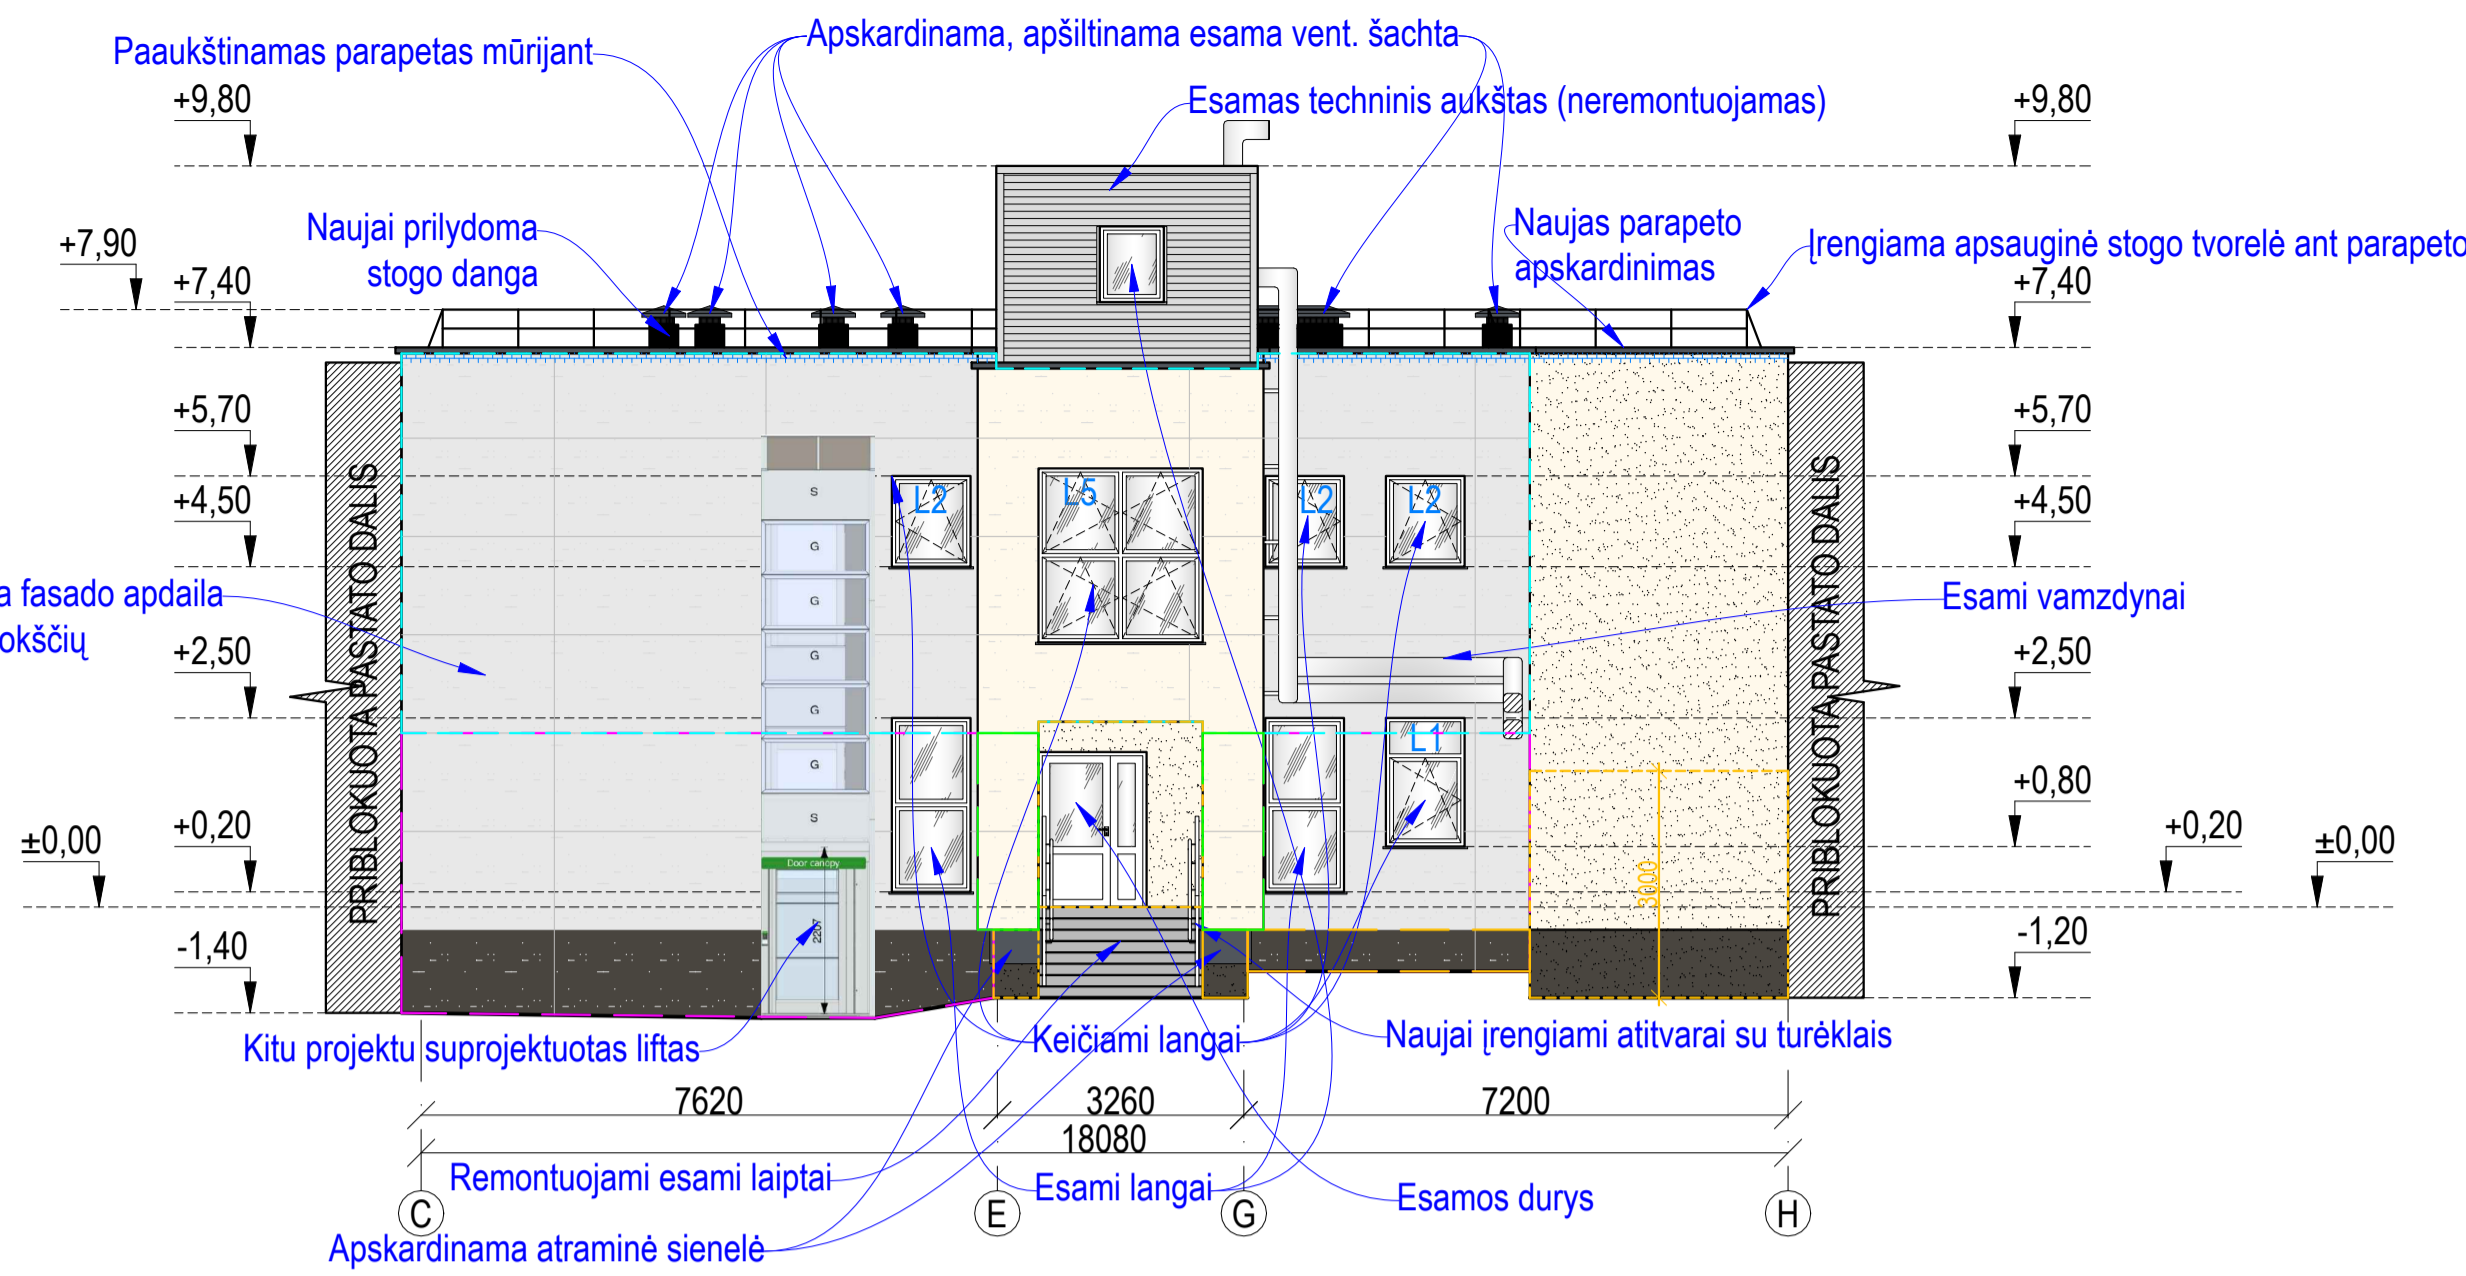 Apskardinama, apšiltinama esama vent. šachta
Paaukštinamas parapetas mūrijant
+9,80
Esamas techninis aukštas (neremontuojamas)
+9,80
Naujai prilydoma
stogo danga
Naujas parapeto
apskardinimas
Įrengiama apsauginė stogo tvorelė ant parapeto
+7,90
+7,40
+7,40
+5,70
+5,70
+4,50
+4,50
PRIBLOKUOTA PASTATO DALIS
PRIBLOKUOTA PASTATO DALIS
S
G
G
G
G
G
S
L2
L5
L2
L2
a fasado apdaila
okščių
Esami vamzdynai
+2,50
+2,50
L1
+0,80
±0,00
+0,20
+0,20
±0,00
Door canopy
2207
3000
-1,40
-1,20
Kitu projektu suprojektuotas liftas
Keičiami langai
Naujai įrengiami atitvarai su turėklais
7620
3260
7200
18080
Remontuojami esami laiptai
Esami langai
Esamos durys
C
E
G
H
Apskardinama atraminė sienelė